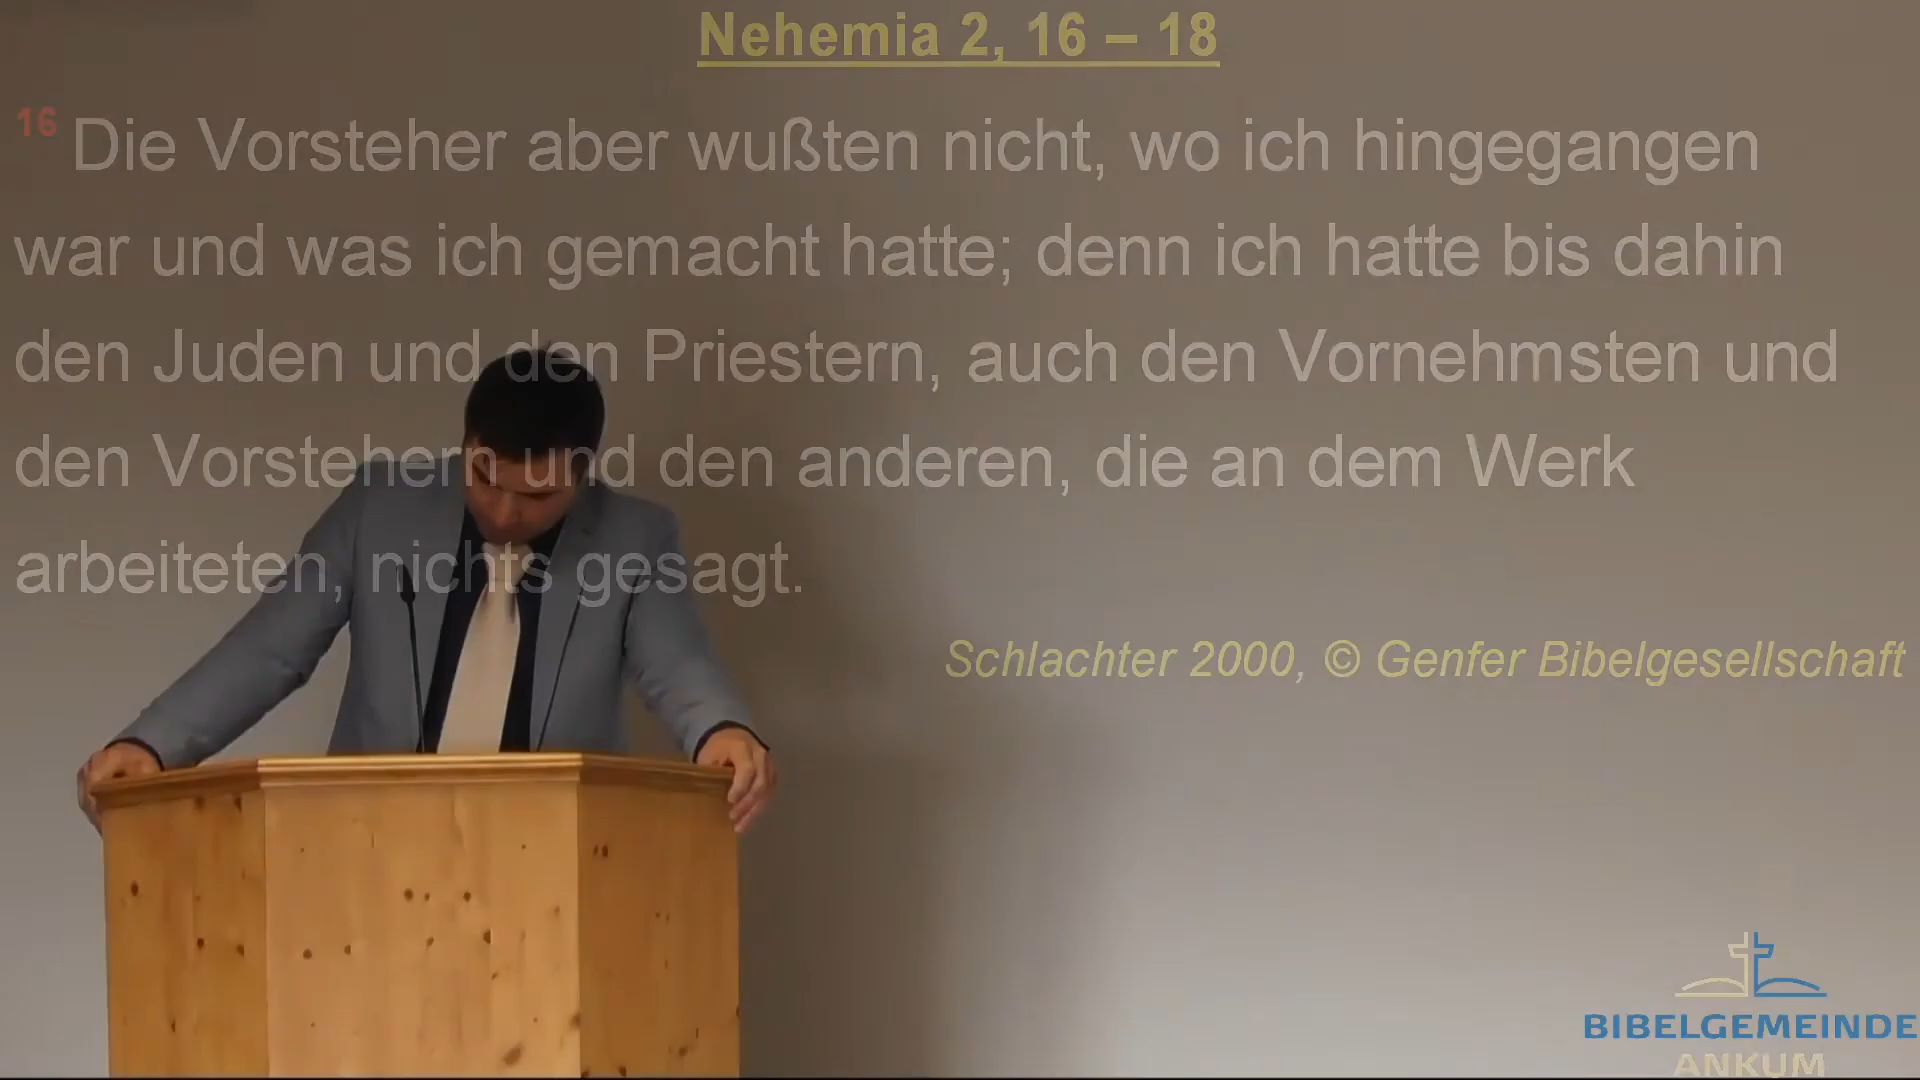 Nehemia 2, 16 – 18
16 Die Vorsteher aber wußten nicht, wo ich hingegangen
war und was ich gemacht hatte; denn ich hatte bis dahin
den Juden und den Priestern, auch den Vornehmsten und
den Vorstehern und den anderen, die an dem Werk
arbeiteten, nichts gesagt.
Schlachter 2000, © Genfer Bibelgesellschaft
BIBELGEMEINDE
ANKUM